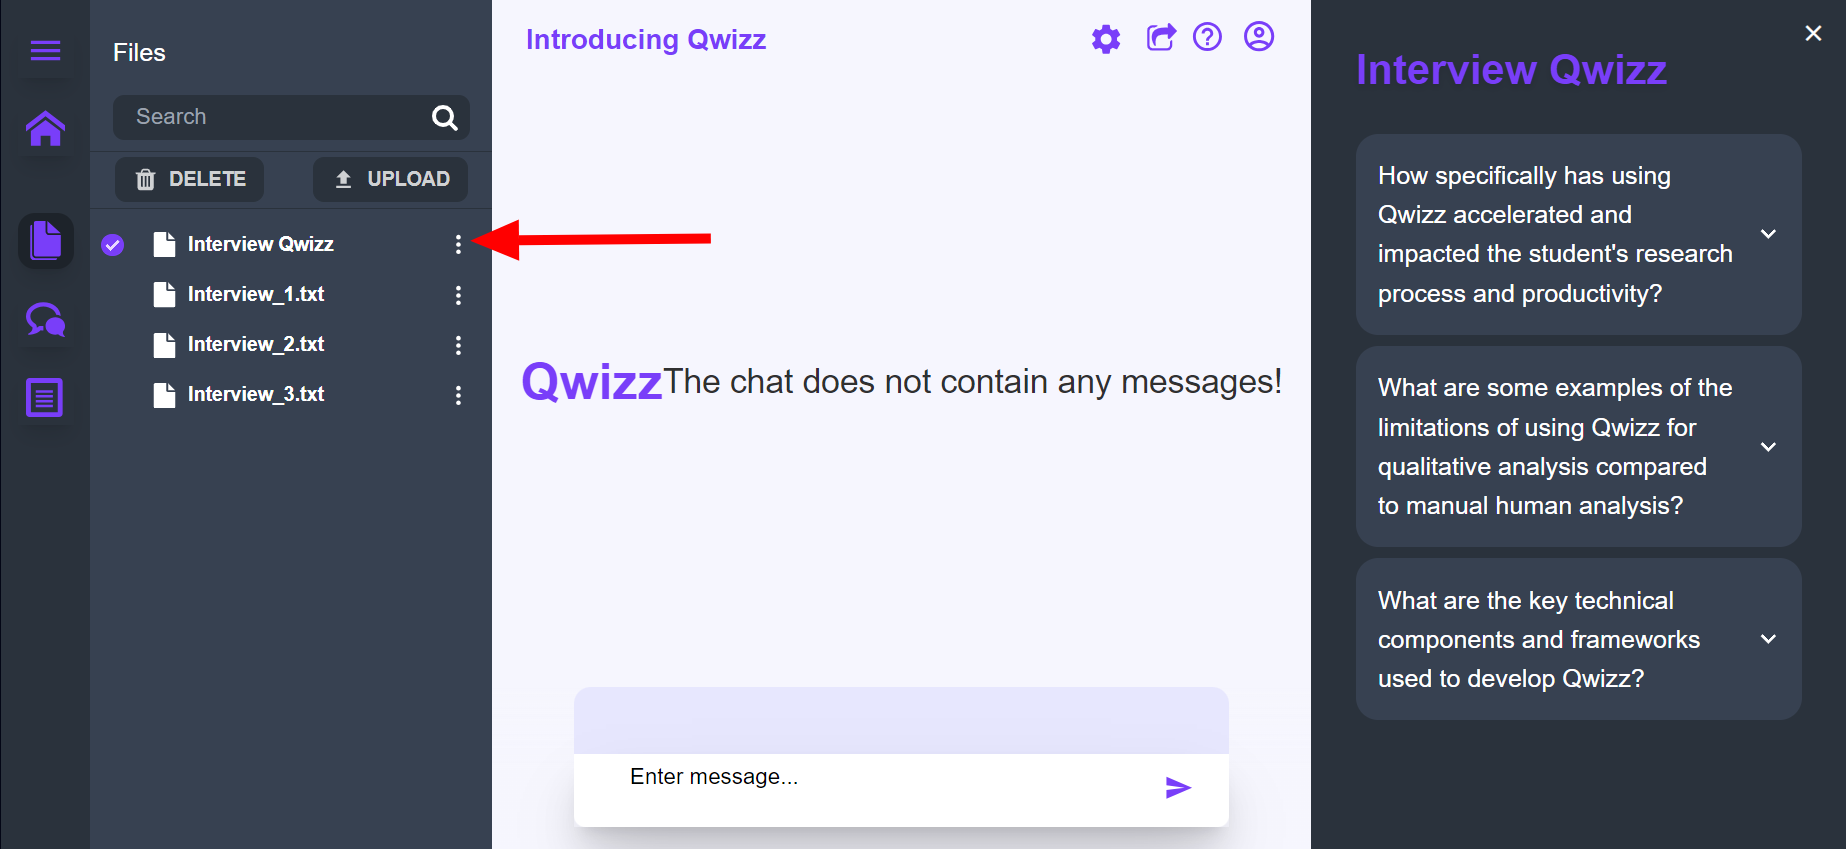 Files
Search
DELETE
UPLOAD
Interview Qwizz
Interview_1.txt
Interview_2.txt
Interview_3.txt
Introducing Qwizz
QwizzThe chat does not contain any messages!
Enter message...
Interview Qwizz
How specifically has using
Qwizz accelerated and
impacted the student's research
process and productivity?
What are some examples of the
limitations of using Qwizz for
qualitative analysis compared
to manual human analysis?
What are the key technical
components and frameworks
used to develop Qwizz?